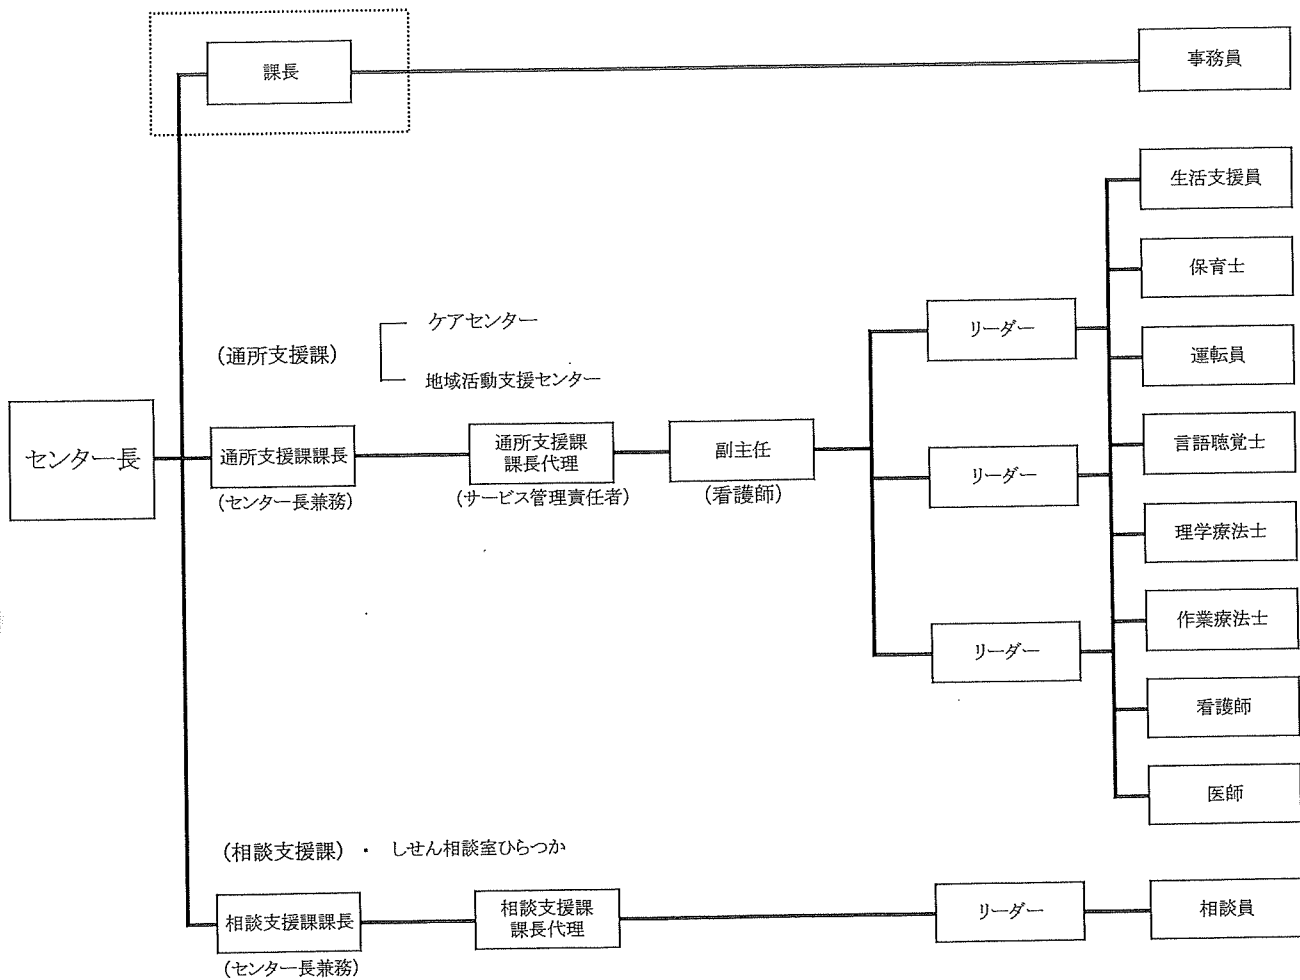 課長
事務員
生活支援員
保育士
ケアセンター
リーダー
(通所支援課)
運転員
地域活動支援センター
センター長
通所支援課課長
(センター長兼務)
通所支援課
課長代理
(サービス管理責任者)
副主任
(看護師)
リーダー
言語聴覚士
理学療法士
作業療法士
リーダー
看護師
医師
(相談支援課)・ しせん相談室ひらつか
相談支援課課長
(センター長兼務)
相談支援課
課長代理
リーダー
相談員